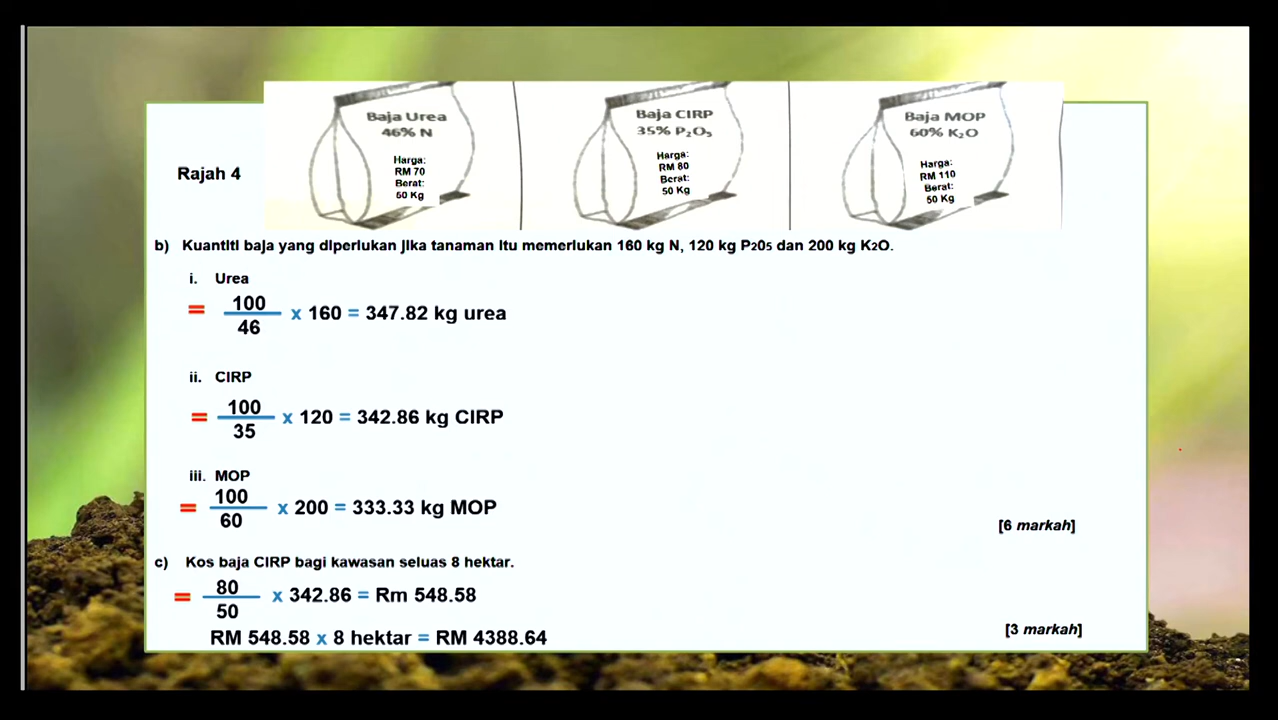 Baja Urea
46% N
Harga:
RM 70
Berat:
50 Kg
Baja CIRP
35% P₂O₅
Harga:
RM 80
Berat:
50 Kg
Baja MOP
60% K₂O
Harga:
RM 110
Berat:
50 Kg
Rajah 4
b) Kuantiti baja yang diperlukan jika tanaman itu memerlukan 160 kg N, 120 kg P₂0₅ dan 200 kg K₂O.
i. Urea
= 100/46 x 160 = 347.82 kg urea
ii. CIRP
= 100/35 x 120 = 342.86 kg CIRP
iii. MOP
= 100/60 x 200 = 333.33 kg MOP
[6 markah]
c) Kos baja CIRP bagi kawasan seluas 8 hektar.
= 80/50 x 342.86 = Rm 548.58
RM 548.58 x 8 hektar = RM 4388.64
[3 markah]